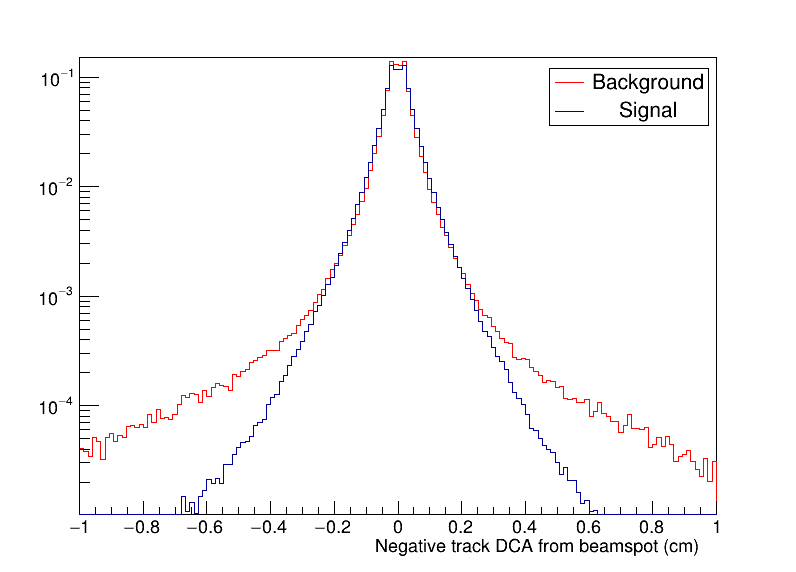 Background
Signal
10⁻¹
10⁻²
10⁻³
10⁻⁴
−1 −0.8 −0.6 −0.4 −0.2 0 0.2 0.4 0.6 0.8 1
Negative track DCA from beamspot (cm)